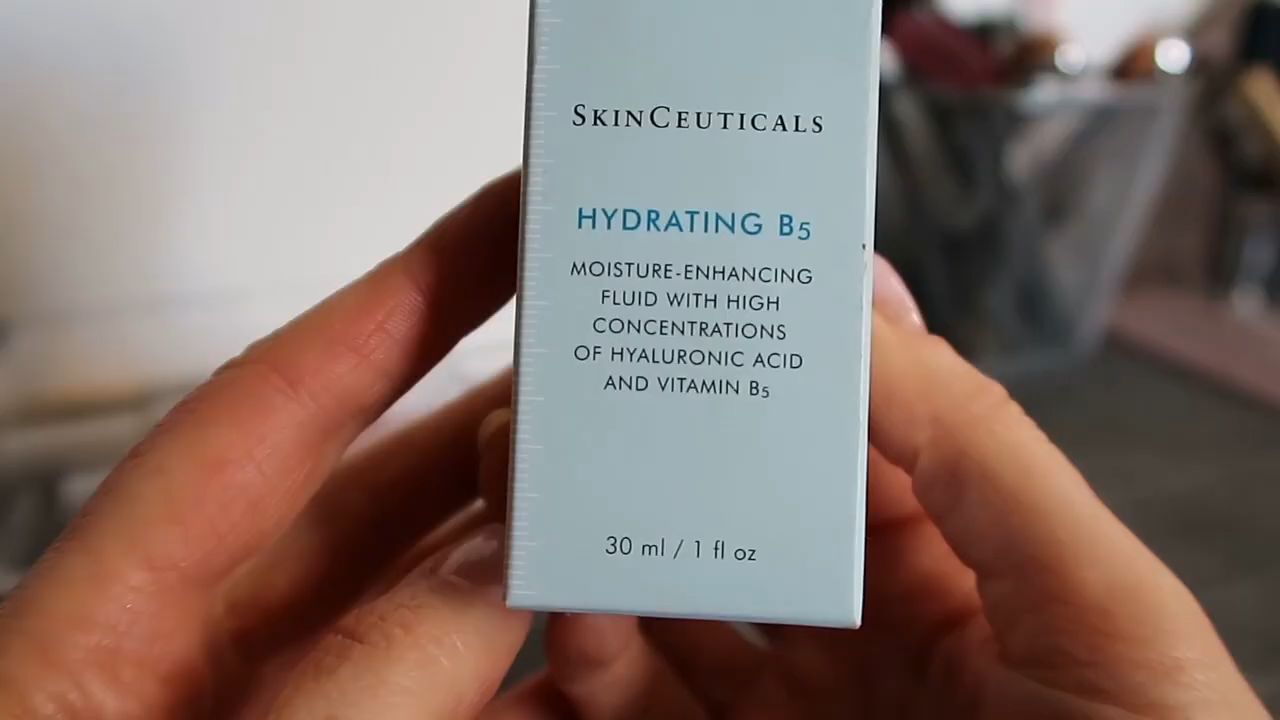 SKINCEUTICALS
HYDRATING B5
MOISTURE-ENHANCING
FLUID WITH HIGH
CONCENTRATIONS
OF HYALURONIC ACID
AND VITAMIN B5
30 ml / 1 fl oz